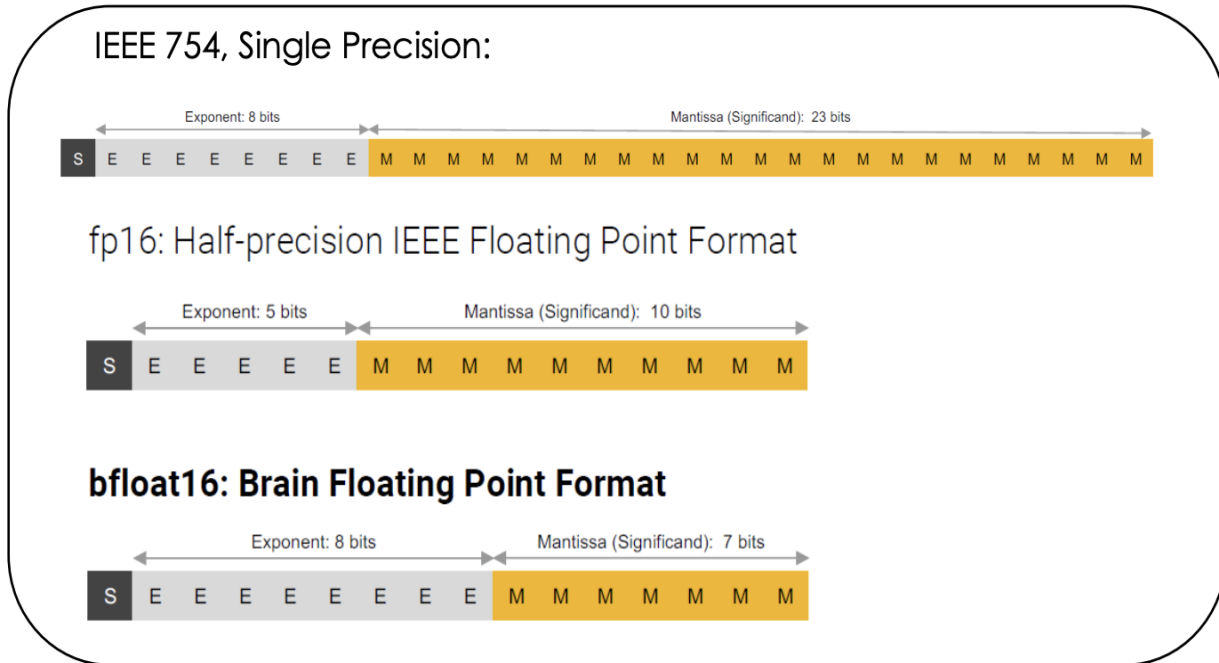 IEEE 754, Single Precision:
Exponent: 8 bits Mantissa (Significand): 23 bits
S E E E E E E E E M M M M M M M M M M M M M M M M M M M M M M M
fp16: Half-precision IEEE Floating Point Format
Exponent: 5 bits Mantissa (Significand): 10 bits
S E E E E E M M M M M M M M M M
bfloat16: Brain Floating Point Format
Exponent: 8 bits Mantissa (Significand): 7 bits
S E E E E E E E E M M M M M M M